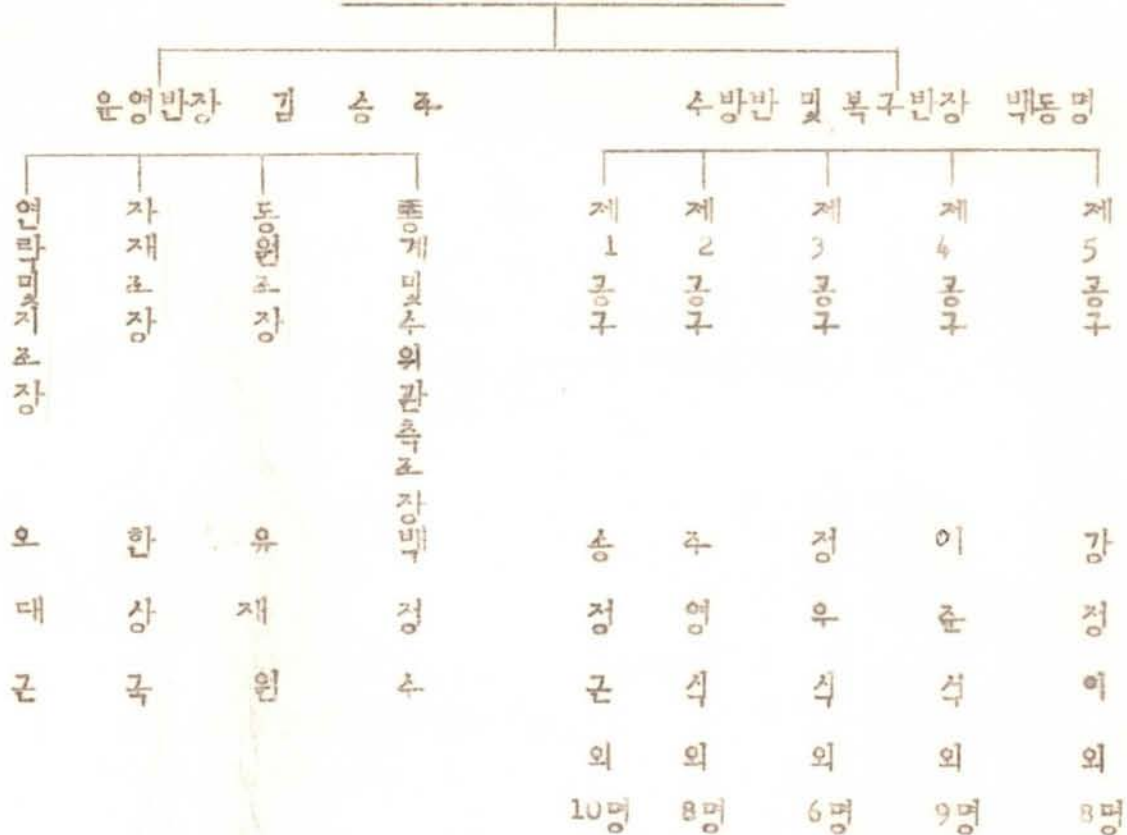 운영반장 김 승 주
수방반 및 복구반장 백동명
연락및지조장
자재조장
동원조장
통계및수위관측조장
제1공구
제2공구
제3공구
제4공구
제5공구
오대근
한상국
유재원
백정수
송정근외10명
주영식외8명
정우식외6명
이준식외9명
강정이외8명